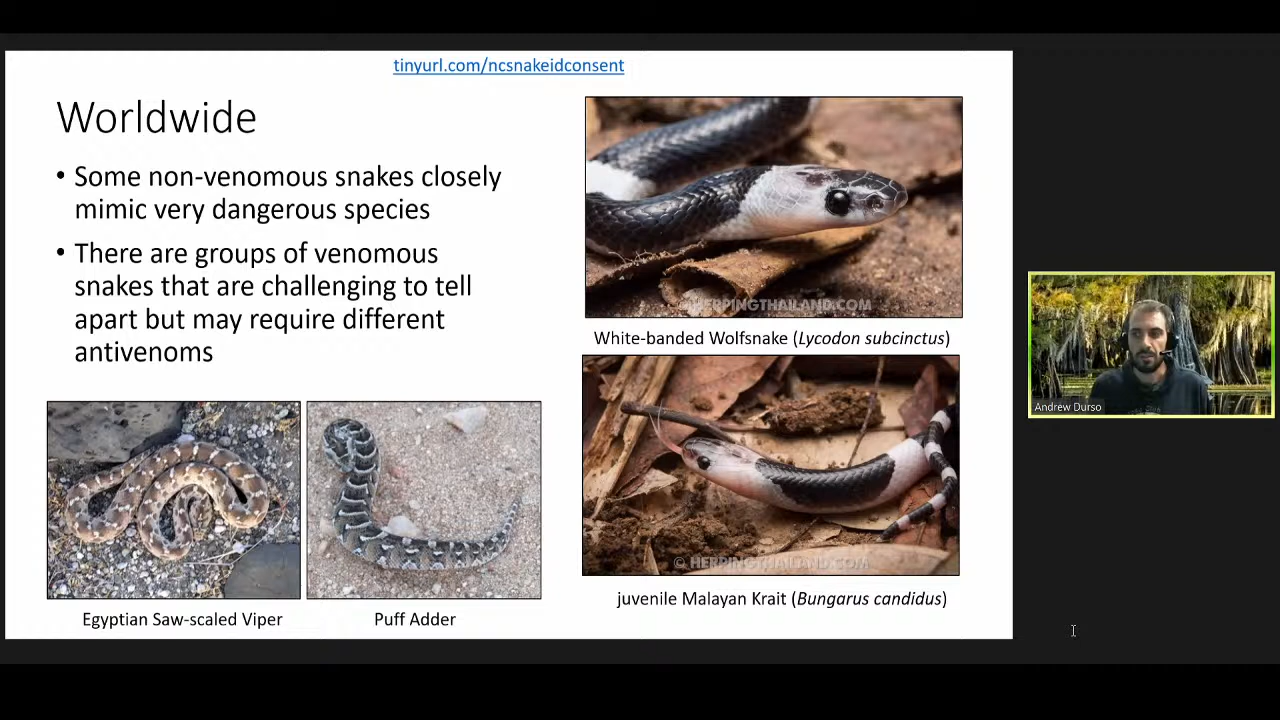 tinyurl.com/ncsnakeidconsent
Worldwide
• Some non-venomous snakes closely
mimic very dangerous species
• There are groups of venomous
snakes that are challenging to tell
apart but may require different
antivenoms
HERPINGTHAILAND.COM
White-banded Wolfsnake (Lycodon subcinctus)
© HERPINGTHAILAND.COM
juvenile Malayan Krait (Bungarus candidus)
Egyptian Saw-scaled Viper
Puff Adder
Andrew Durso